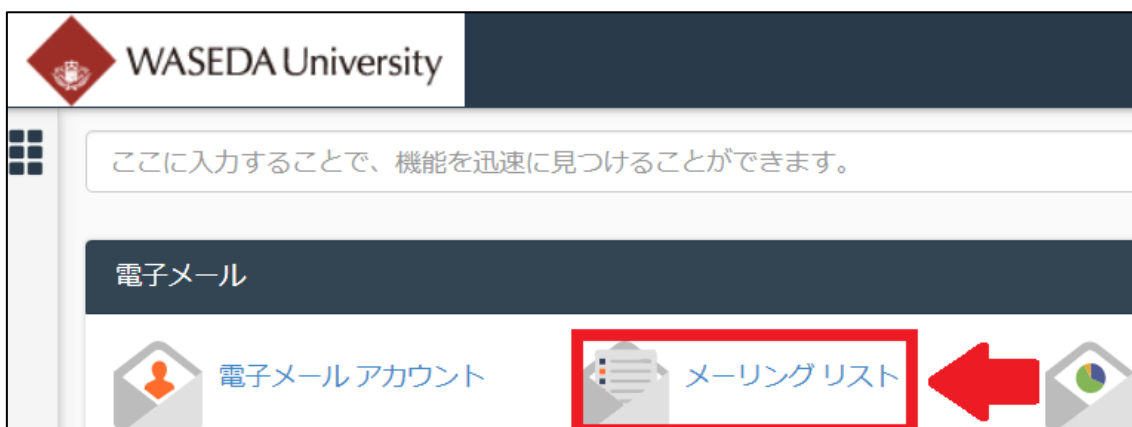 WASEDA University
ここに入力することで、機能を迅速に見つけることができます。
電子メール
電子メール アカウント
メーリング リスト